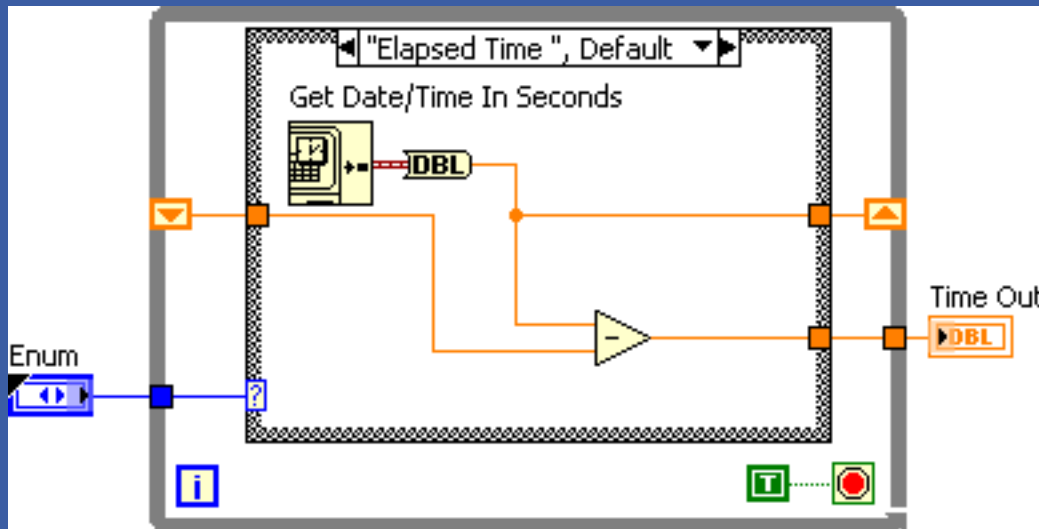 "Elapsed Time ", Default
Get Date/Time In Seconds
DBL
Time Out
DBL
Enum
?
i
T